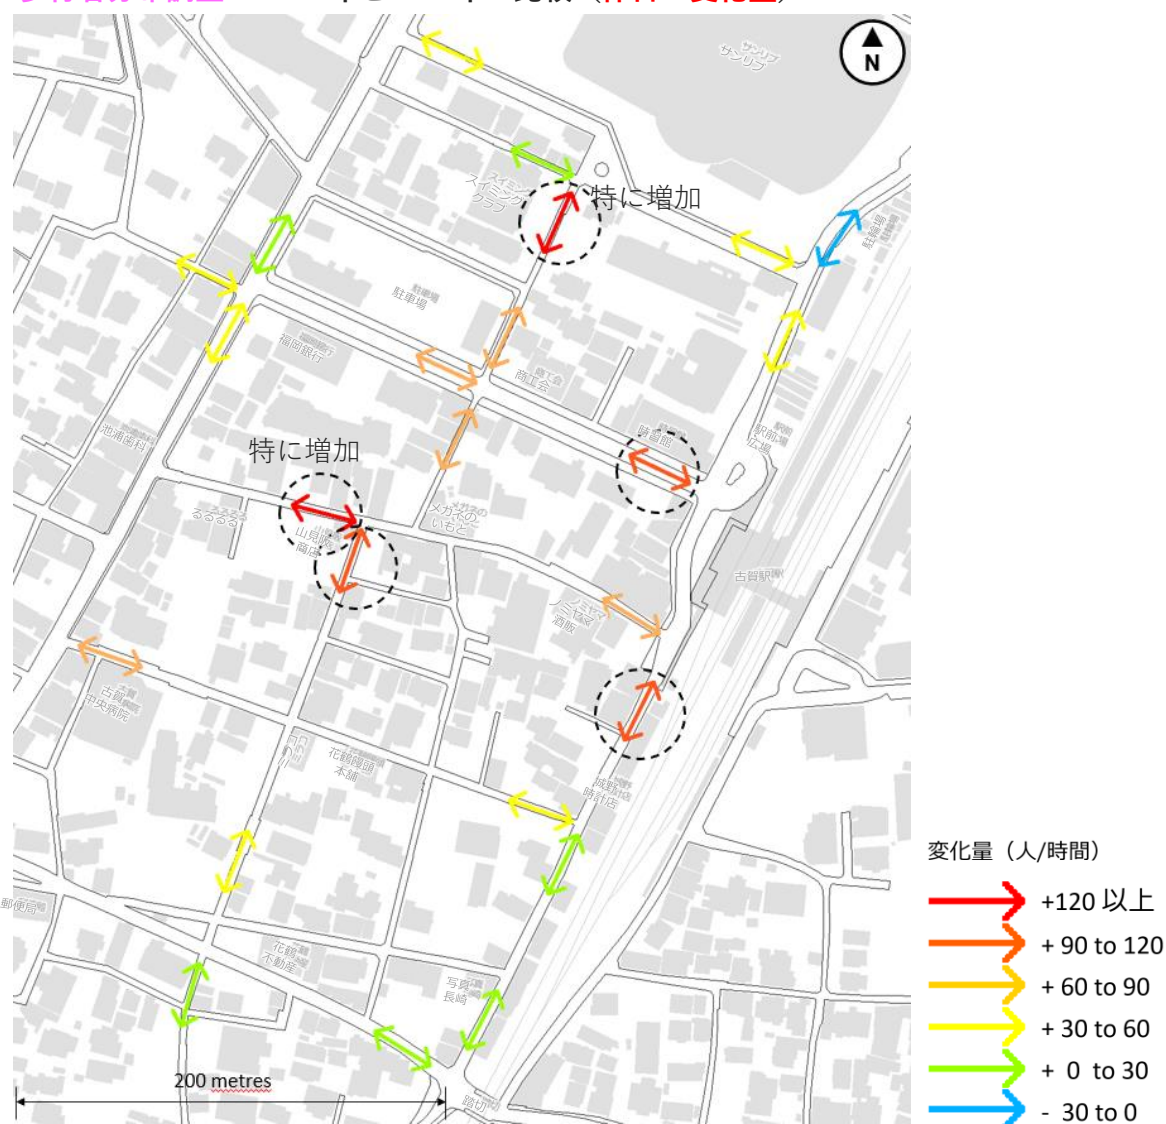 サンリブ
N
スイミング
クラブ
特に増加
駐輪場
駐車場
福岡銀行
商工会
時習館
駅前
広場
池浦歯科
特に増加
るるるる
メガネの
いもと
山見阪
商店
古賀駅
ノミヤマ
酒販
古賀
中央病院
花鶴饅頭
本舗
城野
時計店
変化量（人/時間）
+120 以上
+ 90 to 120
+ 60 to 90
+ 30 to 60
+ 0 to 30
- 30 to 0
郵便局
花鶴
不動産
写真
長崎
200 metres
踏切